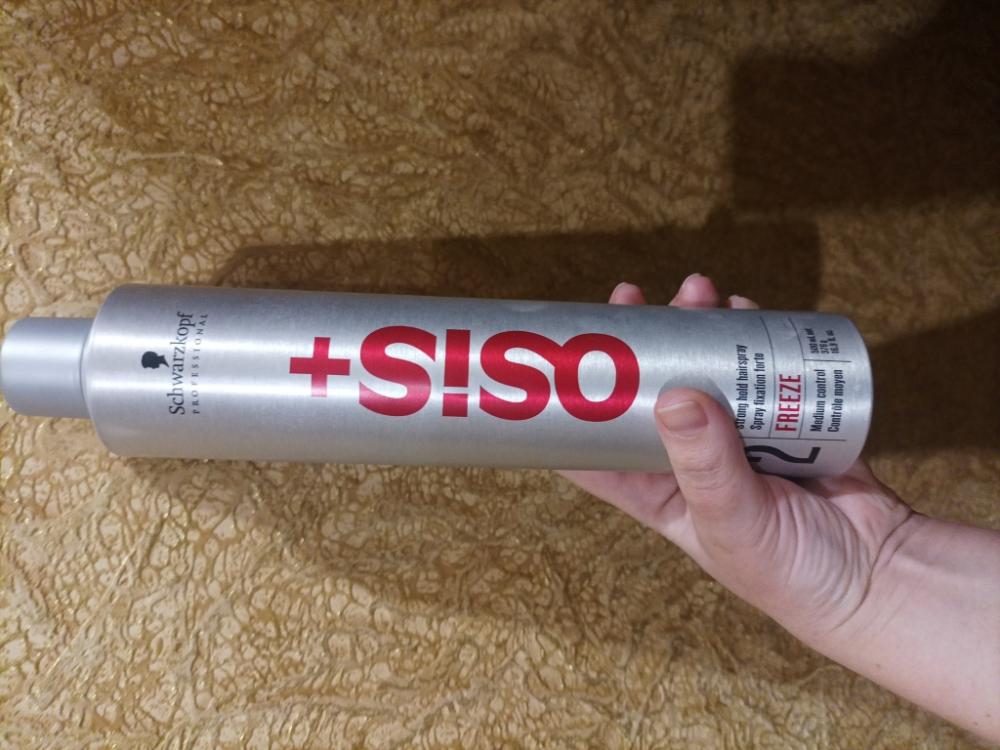 Schwarzkopf
PROFESSIONAL
OSiS+
Strong hold hairspray
Spray fixation forte
FREEZE
2
Medium control
Contrôle moyen